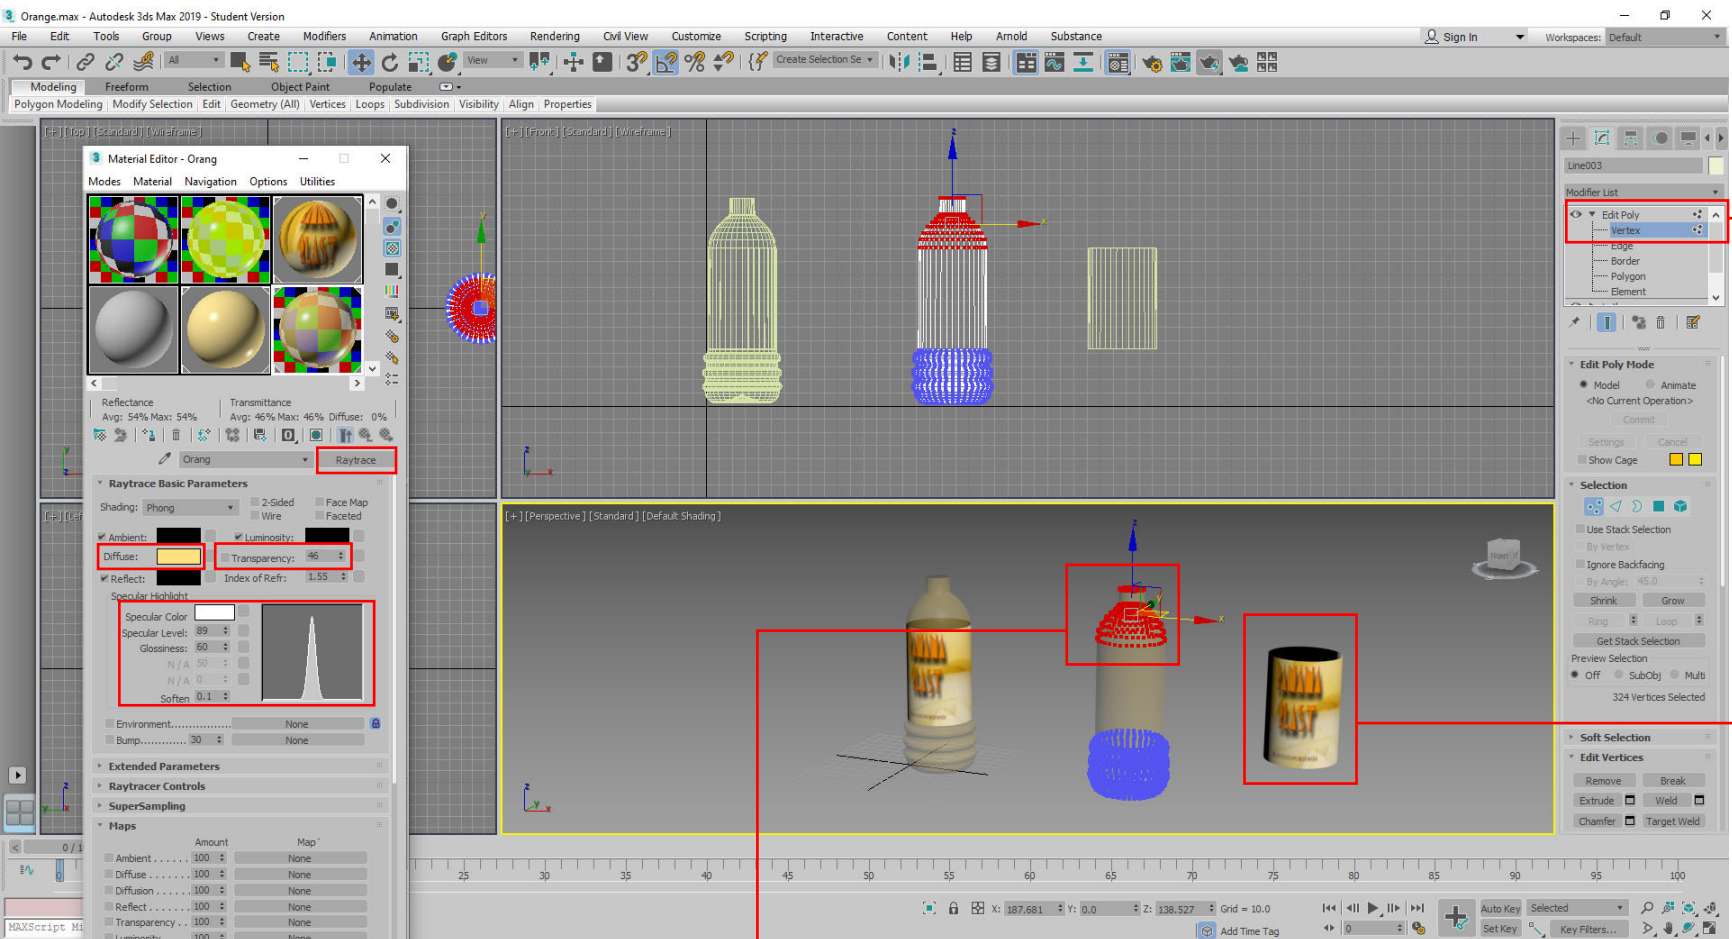 Orange.max - Autodesk 3ds Max 2019 - Student Version
File Edit Tools Group Views Create Modifiers Animation Graph Editors Rendering Civil View Customize Scripting Interactive Content Help Arnold Substance
Sign In
Workspaces: Default
All
View
Create Selection Se
Modeling Freeform Selection Object Paint Populate
Polygon Modeling Modify Selection Edit Geometry (All) Vertices Loops Subdivision Visibility Align Properties
[+] [Top] [Standard] [Wireframe]
[+] [Front] [Standard] [Wireframe]
Material Editor - Orang
Modes Material Navigation Options Utilities
Reflectance
Avg: 54% Max: 54%
Transmittance
Avg: 46% Max: 46% Diffuse: 0%
Orang
Raytrace
Raytrace Basic Parameters
Shading: Phong
2-Sided
Face Map
Wire
Faceted
Ambient:
Luminosity:
Diffuse:
Transparency: 46
Reflect:
Index of Refr: 1.55
Specular Highlight
Specular Color
Specular Level: 89
Glossiness: 60
N/A 50
N/A 0
Soften 0.1
Environment................ None
Bump............. 30 None
Extended Parameters
Raytracer Controls
SuperSampling
Maps
Amount Map
Ambient . . . . . . 100 None
Diffuse . . . . . . . 100 None
Diffusion . . . . . . 100 None
Reflect . . . . . . . 100 None
Transparency . . 100 None
Luminosity 100 None
[+] [Perspective] [Standard] [Default Shading]
FRONT
z
x
y
Line003
Modifier List
Edit Poly
Vertex
Edge
Border
Polygon
Element
Edit Poly Mode
Model Animate
<No Current Operation>
Commit
Settings Cancel
Show Cage
Selection
Use Stack Selection
By Vertex
Ignore Backfacing
By Angle: 45.0
Shrink Grow
Ring Loop
Get Stack Selection
Preview Selection
Off SubObj Multi
324 Vertices Selected
Soft Selection
Edit Vertices
Remove Break
Extrude Weld
Chamfer Target Weld
0 / 1
0
25 30 35 40 45 50 55 60 65 70 75 80 85 90 95 100
MAXScript Mi
X: 187.681 Y: 0.0 Z: 138.527 Grid = 10.0
Add Time Tag
0
Auto Key Selected
Set Key Key Filters...